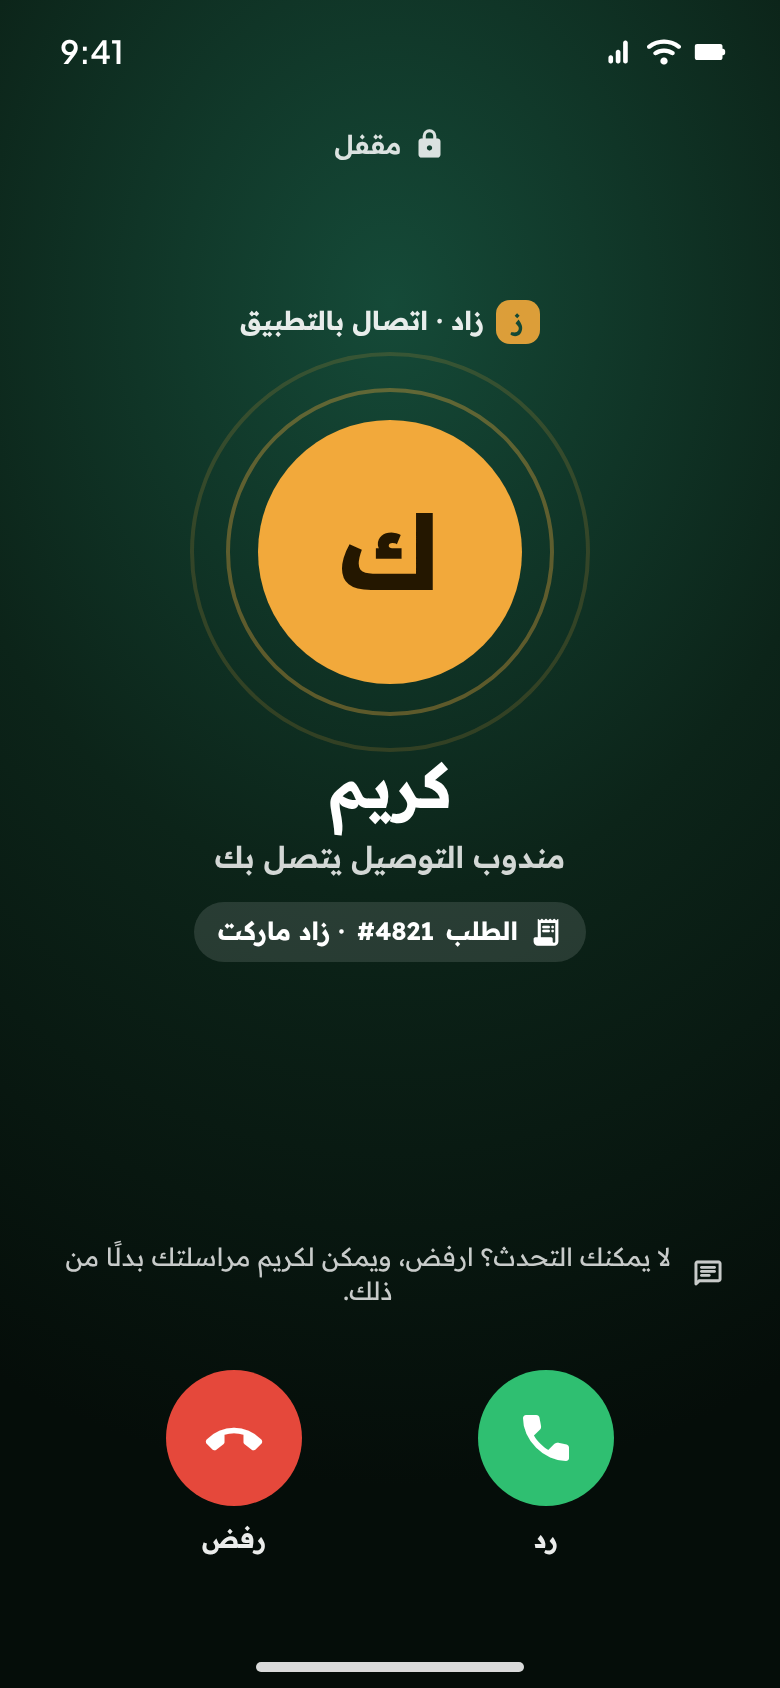 9:41
مقفل
ز
زاد · اتصال بالتطبيق
ك
كريم
مندوب التوصيل يتصل بك
الطلب #4821 · زاد ماركت
لا يمكنك التحدث؟ ارفض، ويمكن لكريم مراسلتك بدلًا من
ذلك.
رد
رفض